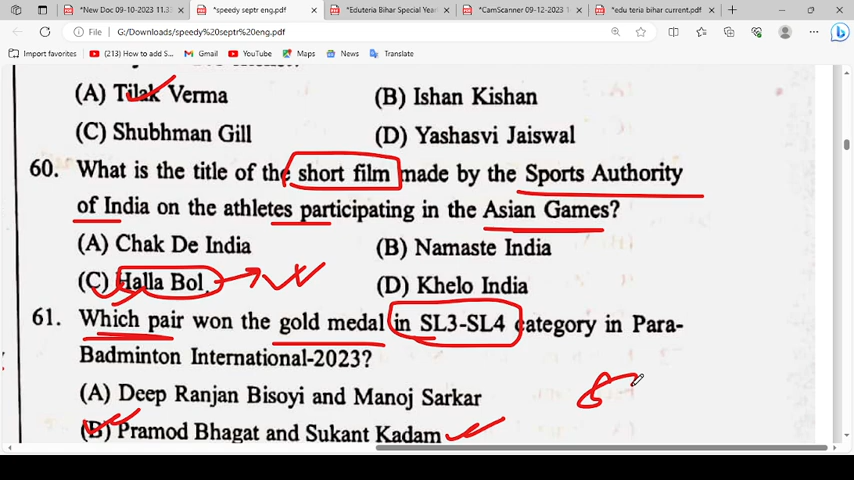 *New Doc 09-10-2023 11.3
*speedy septr eng.pdf
*Eduteria Bihar Special Year
*CamScanner 09-12-2023 1
*edu teria bihar current.pdf
File
G:/Downloads/speedy%20septr%20eng.pdf
Import favorites
(213) How to add S...
Gmail
YouTube
Maps
News
Translate
(A) Tilak Verma
(B) Ishan Kishan
(C) Shubhman Gill
(D) Yashasvi Jaiswal
60. What is the title of the short film made by the Sports Authority
of India on the athletes participating in the Asian Games?
(A) Chak De India
(B) Namaste India
(C) Halla Bol
(D) Khelo India
61. Which pair won the gold medal in SL3-SL4 category in Para-
Badminton International-2023?
(A) Deep Ranjan Bisoyi and Manoj Sarkar
(B) Pramod Bhagat and Sukant Kadam